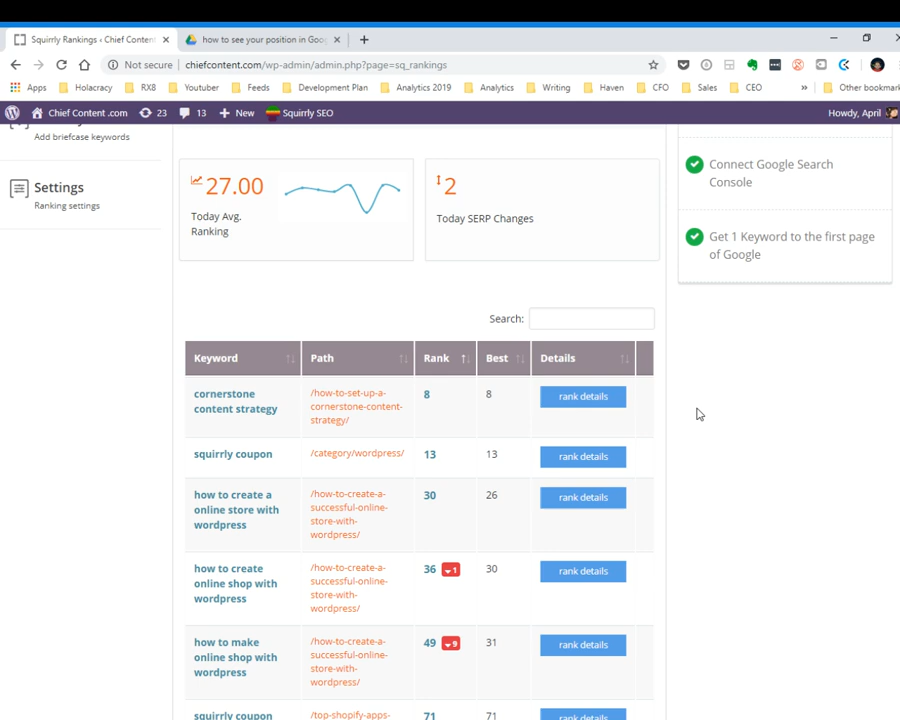 Squirrly Rankings ‹ Chief Content
how to see your position in Goo
Not secure
chiefcontent.com/wp-admin/admin.php?page=sq_rankings
Apps
Holacracy
RX8
Youtuber
Feeds
Development Plan
Analytics 2019
Analytics
Writing
Haven
CFO
Sales
CEO
»
Other bookmark
Chief Content .com
23
13
New
Squirrly SEO
Howdy, April
Add briefcase keywords
Settings
Ranking settings
27.00
Today Avg.
Ranking
2
Today SERP Changes
Connect Google Search
Console
Get 1 Keyword to the first page
of Google
Search:
Keyword
Path
Rank
Best
Details
cornerstone
content strategy
/how-to-set-up-a-
cornerstone-content-
strategy/
8
8
rank details
squirrly coupon
/category/wordpress/
13
13
rank details
how to create a
online store with
wordpress
/how-to-create-a-
successful-online-
store-with-
wordpress/
30
26
rank details
how to create
online shop with
wordpress
/how-to-create-a-
successful-online-
store-with-
wordpress/
36
1
30
rank details
how to make
online shop with
wordpress
/how-to-create-a-
successful-online-
store-with-
wordpress/
49
9
31
rank details
squirrly coupon
/top-shopify-apps-
71
71
rank details